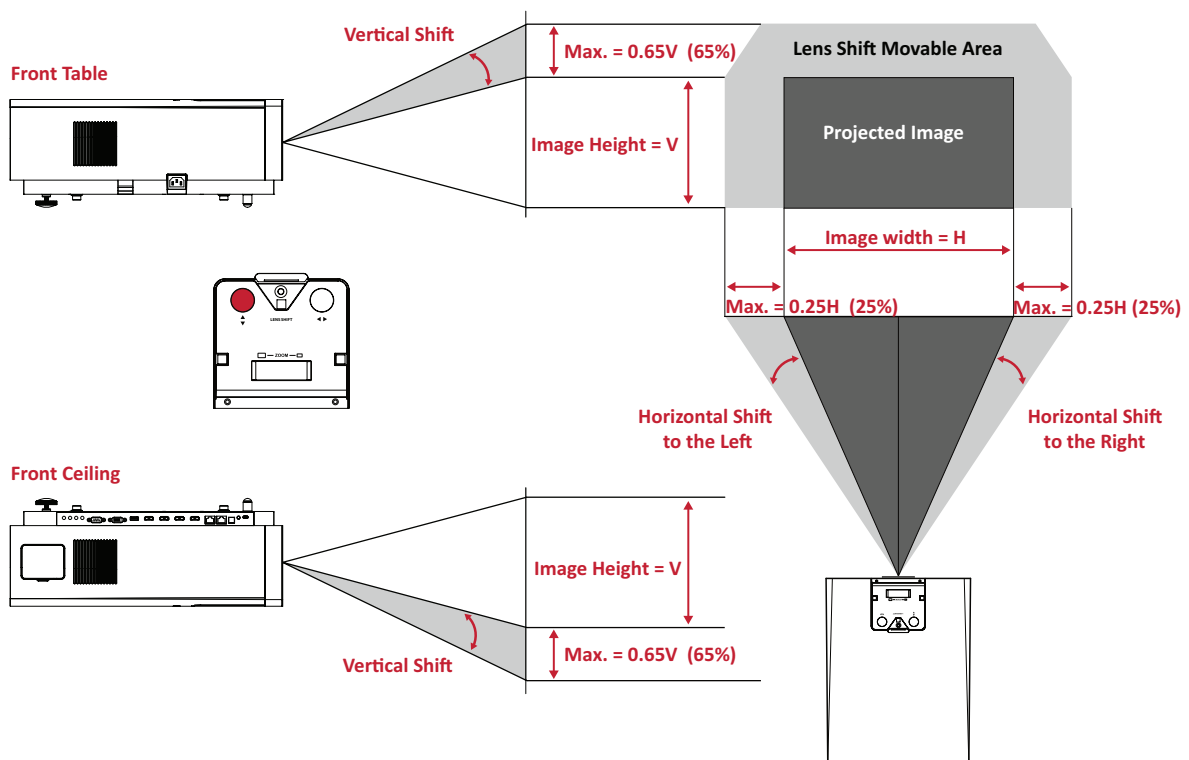 Vertical Shift
Max. = 0.65V (65%)
Lens Shift Movable Area
Front Table
Projected Image
Image Height = V
Image width = H
Max. = 0.25H (25%)
Max. = 0.25H (25%)
LENS SHIFT
ZOOM
Horizontal Shift
to the Left
Horizontal Shift
to the Right
Front Ceiling
Image Height = V
Max. = 0.65V (65%)
Vertical Shift